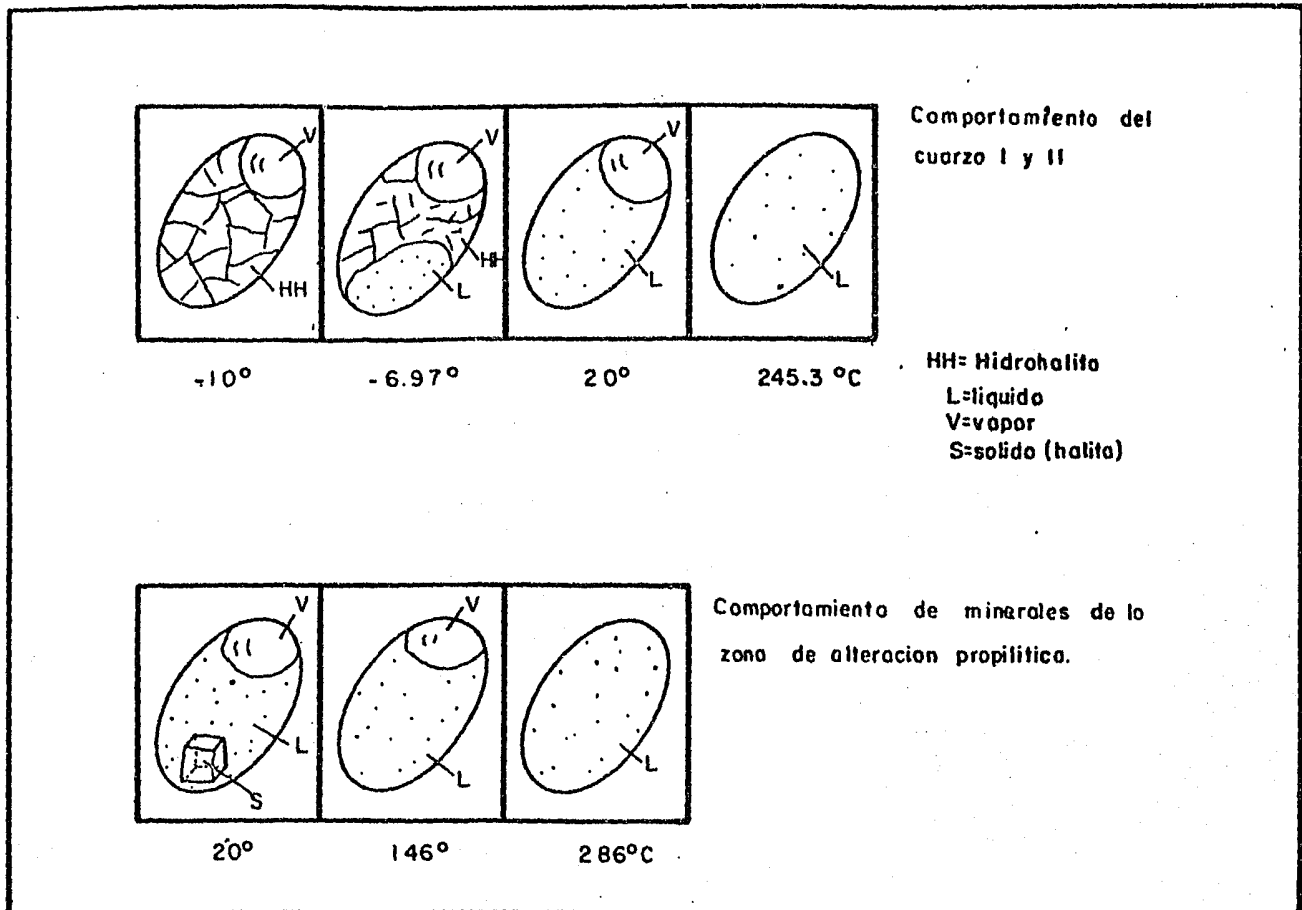 V
HH
V
HH
L
V
L
L
Comportamiento del
cuarzo I y II
-10° -6.97° 20° 245.3 °C
HH= Hidrohalita
L=liquido
V=vapor
S=solido (halita)
V
L
S
V
L
L
Comportamiento de minerales de la
zona de alteracion propilitica.
20° 146° 286°C